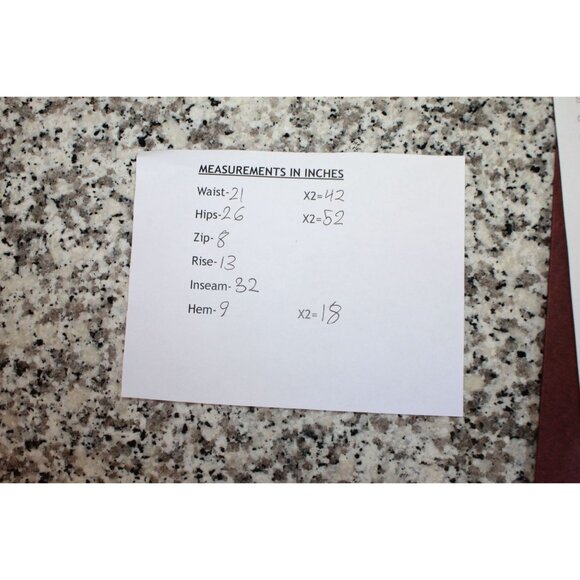 MEASUREMENTS IN INCHES
Waist-21 X2=42
Hips-26 X2=52
Zip-8
Rise-13
Inseam-32
Hem-9 X2=18